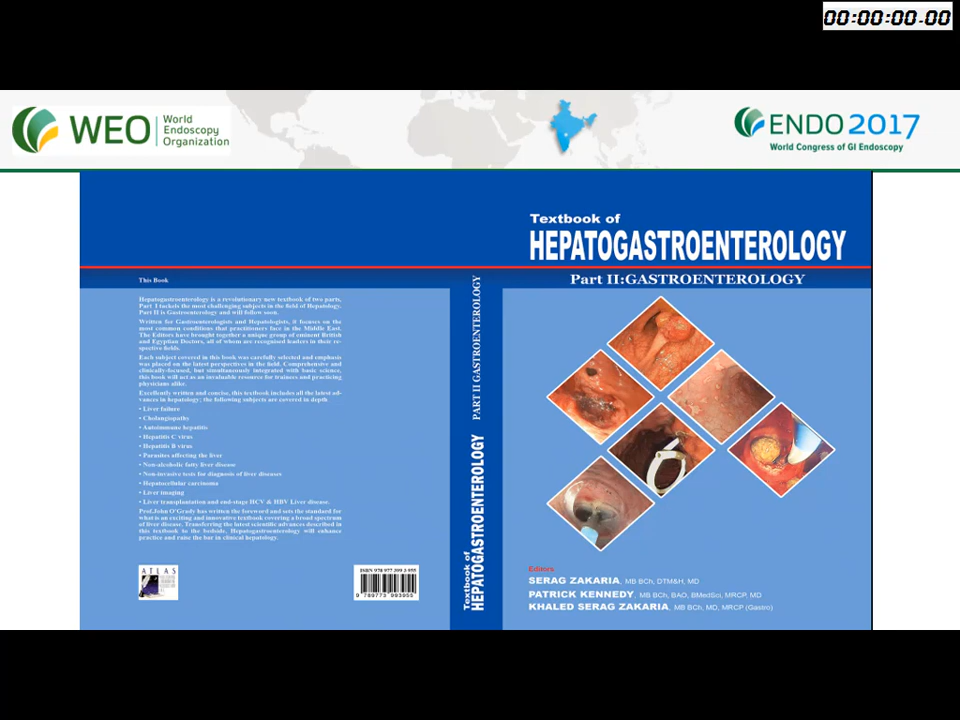 00:00:00.00
WEO
World
Endoscopy
Organization
ENDO 2017
World Congress of GI Endoscopy
This Book
Hepatogastroenterology is a revolutionary new textbook of two parts,
Part I tackels the most challenging subjects in the field of Hepatology.
Part II is Gastroenterology and will follow soon.
Written for Gastroenterologists and Hepatologists, it focuses on the
most common conditions that practitioners face in the Middle East.
The Editors have brought together a unique group of eminent British
and Egyptian Doctors, all of whom are recognised leaders in their re-
spective fields.
Each subject covered in this book was carefully selected and emphasis
was placed on the latest perspectives in the field. Comprehensive and
clinically-focused, but simultaneously integrated with basic science,
this book will act as an invaluable resource for trainees and practicing
physicians alike.
Excellently written and concise, this textbook includes all the latest ad-
vances in hepatology; the following subjects are covered in depth
• Liver failure
• Cholangiopathy
• Autoimmune hepatitis
• Hepatitis C virus
• Hepatitis B virus
• Parasites affecting the liver
• Non-alcoholic fatty liver disease
• Non-invasive tests for diagnosis of liver diseases
• Hepatocellular carcinoma
• Liver imaging
• Liver transplantation and end-stage HCV & HBV Liver disease.
Prof.John O'Grady has written the foreword and sets the standard for
what is an exciting and innovative textbook covering a broad spectrum
of liver disease. Transferring the latest scientific advances described in
this textbook to the bedside, Hepatogastroenterology will enhance
practice and raise the bar in clinical hepatology.
ATLAS
ISBN 978 977 399 3 955
9 789773 993955
Textbook of
HEPATOGASTROENTEROLOGY
PART II GASTROENTEROLOGY
Textbook of
HEPATOGASTROENTEROLOGY
Part II:GASTROENTEROLOGY
Editors
SERAG ZAKARIA, MB BCh, DTM&H, MD
PATRICK KENNEDY, MB BCh, BAO, BMedSci, MRCP, MD
KHALED SERAG ZAKARIA, MB BCh, MD, MRCP (Gastro)